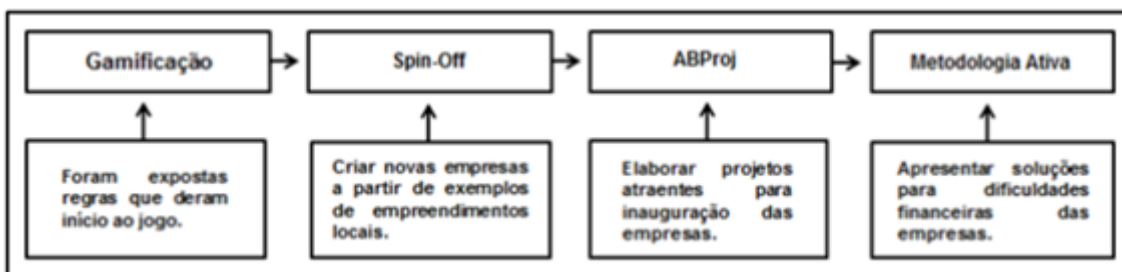 Gamificação
Spin-Off
ABProj
Metodologia Ativa
Foram expostas
regras que deram
início ao jogo.
Criar novas empresas
a partir de exemplos
de empreendimentos
locais.
Elaborar projetos
atraentes para
inauguração das
empresas.
Apresentar soluções
para dificuldades
financeiras das
empresas.